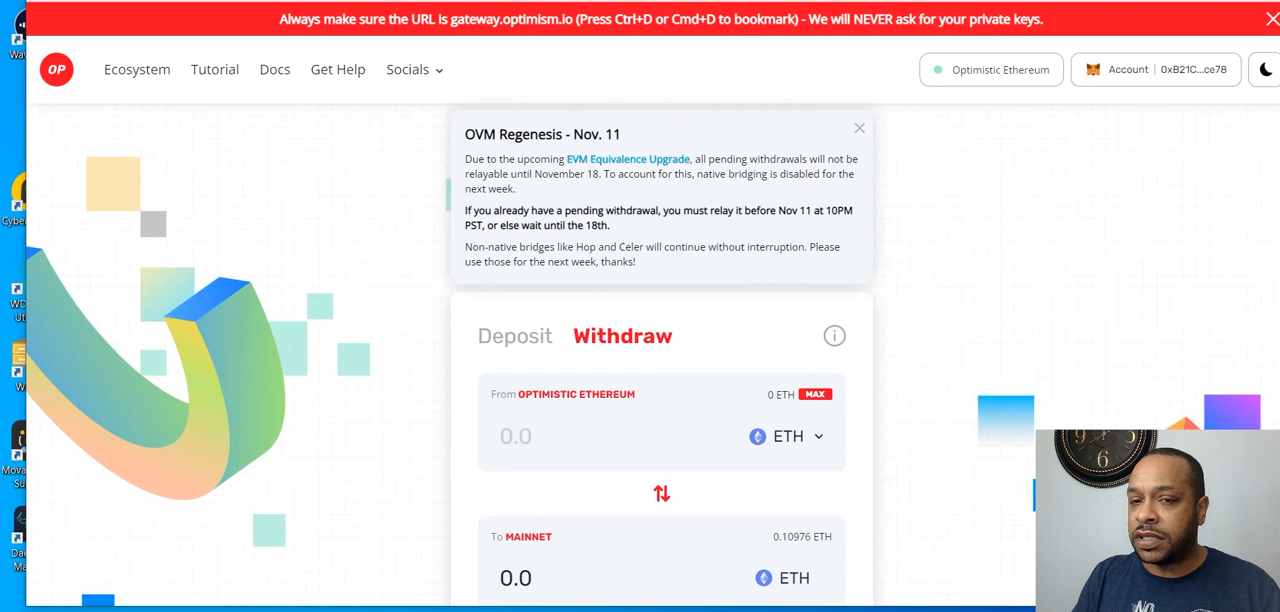 Always make sure the URL is gateway.optimism.io (Press Ctrl+D or Cmd+D to bookmark) - We will NEVER ask for your private keys.
OP Ecosystem Tutorial Docs Get Help Socials Optimistic Ethereum Account 0xB21C...ce78
OVM Regenesis - Nov. 11
Due to the upcoming EVM Equivalence Upgrade, all pending withdrawals will not be
relayable until November 18. To account for this, native bridging is disabled for the
next week.
If you already have a pending withdrawal, you must relay it before Nov 11 at 10PM
PST, or else wait until the 18th.
Non-native bridges like Hop and Celer will continue without interruption. Please
use those for the next week, thanks!
Deposit Withdraw
From OPTIMISTIC ETHEREUM 0 ETH MAX
0.0 ETH
To MAINNET 0.10976 ETH
0.0 ETH